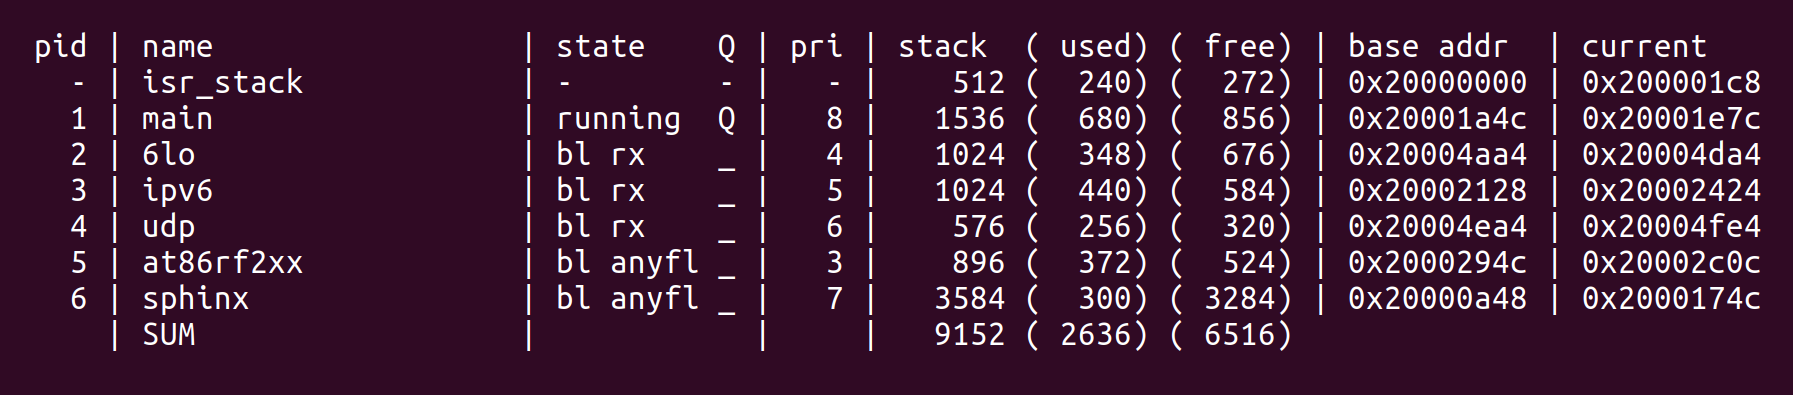 pid | name                 | state    Q | pri | stack  ( used) ( free) | base addr  | current
  - | isr_stack            | -        - |   - |    512 (  240) (  272) | 0x20000000 | 0x200001c8
  1 | main                 | running  Q |   8 |   1536 (  680) (  856) | 0x20001a4c | 0x20001e7c
  2 | 6lo                  | bl rx    _ |   4 |   1024 (  348) (  676) | 0x20004aa4 | 0x20004da4
  3 | ipv6                 | bl rx    _ |   5 |   1024 (  440) (  584) | 0x20002128 | 0x20002424
  4 | udp                  | bl rx    _ |   6 |    576 (  256) (  320) | 0x20004ea4 | 0x20004fe4
  5 | at86rf2xx            | bl anyfl _ |   3 |    896 (  372) (  524) | 0x2000294c | 0x20002c0c
  6 | sphinx               | bl anyfl _ |   7 |   3584 (  300) ( 3284) | 0x20000a48 | 0x2000174c
    | SUM                  |            |     |   9152 ( 2636) ( 6516)